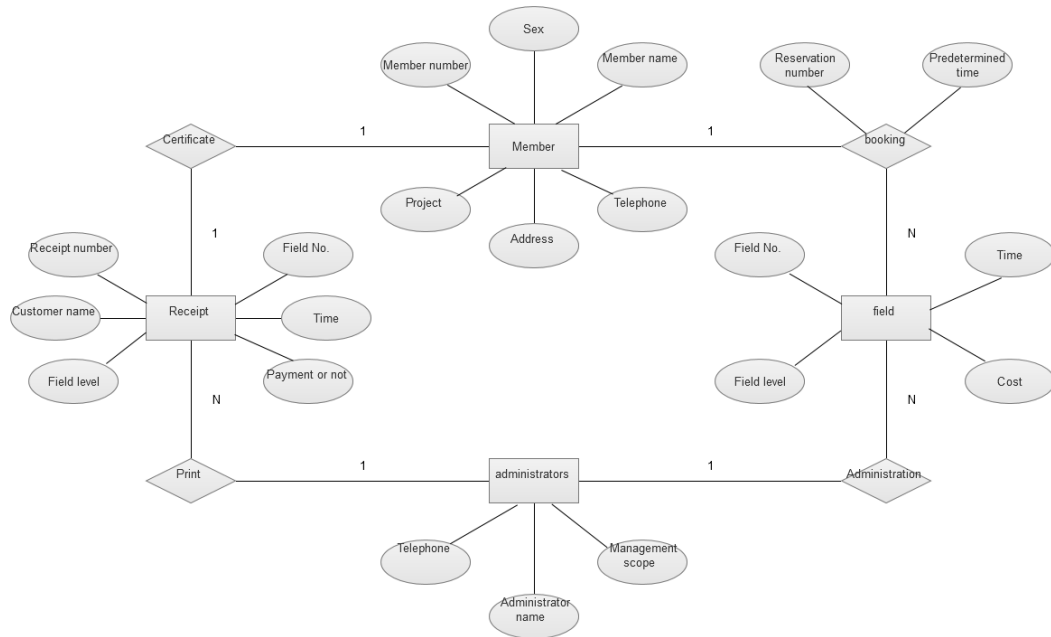 Sex
Member number
Member name
Reservation
number
Predetermined
time
Certificate
1
Member
1
booking
Project
Address
Telephone
1
N
Receipt number
Field No.
Field No.
Time
Customer name
Receipt
Time
field
Field level
Payment or not
Field level
Cost
N
N
Print
1
administrators
1
Administration
Telephone
Management
scope
Administrator
name